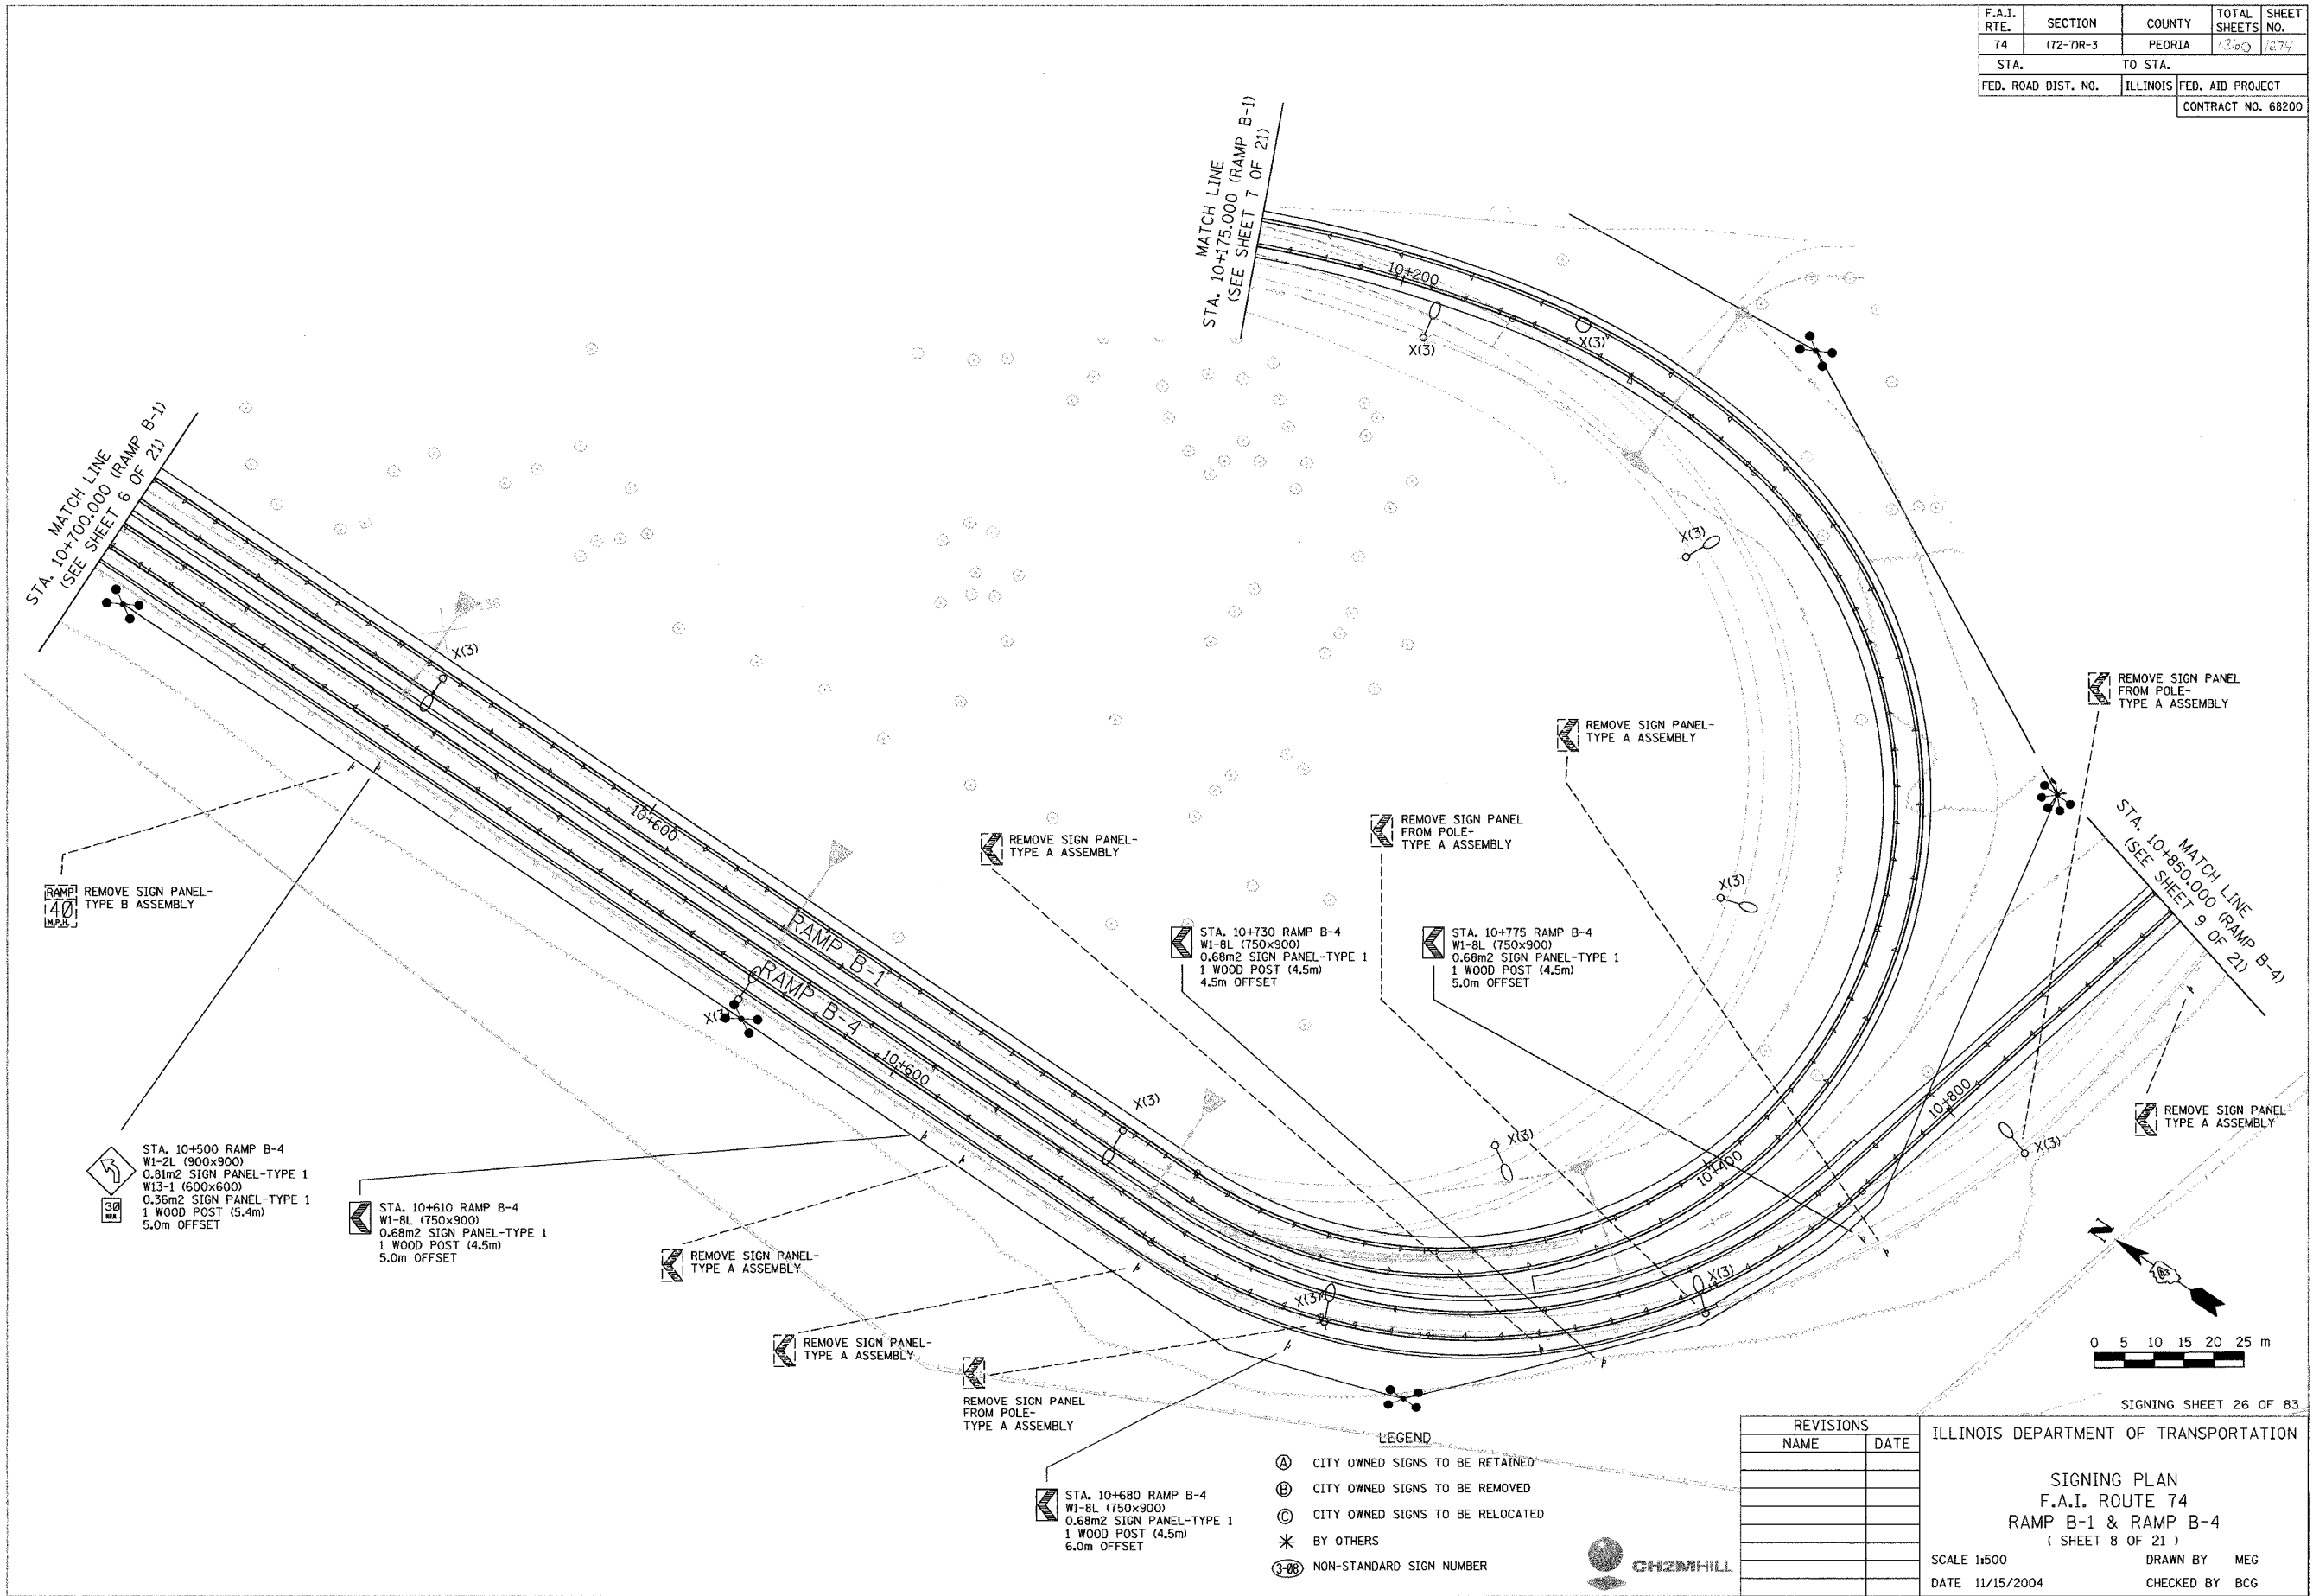 F.A.I. RTE. SECTION COUNTY TOTAL SHEETS SHEET NO.
74 (72-7)R-3 PEORIA 1360 1274
STA. TO STA.
FED. ROAD DIST. NO. ILLINOIS FED. AID PROJECT
CONTRACT NO. 68200
MATCH LINE
STA. 10+175.000 (RAMP B-1)
(SEE SHEET 7 OF 21)
10+200
X(3)
X(3)
MATCH LINE
STA. 10+700.000 (RAMP B-1)
(SEE SHEET 6 OF 21)
X(3)
136
X(3)
REMOVE SIGN PANEL
FROM POLE-
TYPE A ASSEMBLY
REMOVE SIGN PANEL-
TYPE A ASSEMBLY
10+600
REMOVE SIGN PANEL-
TYPE A ASSEMBLY
REMOVE SIGN PANEL
FROM POLE-
TYPE A ASSEMBLY
MATCH LINE
STA. 10+850.000 (RAMP B-4)
(SEE SHEET 9 OF 21)
RAMP
40
M.P.H.
REMOVE SIGN PANEL-
TYPE B ASSEMBLY
X(3)
RAMP B-1
RAMP B-4
X(3)
STA. 10+730 RAMP B-4
W1-8L (750x900)
0.68m2 SIGN PANEL-TYPE 1
1 WOOD POST (4.5m)
4.5m OFFSET
STA. 10+775 RAMP B-4
W1-8L (750x900)
0.68m2 SIGN PANEL-TYPE 1
1 WOOD POST (4.5m)
5.0m OFFSET
10+600
X(3)
10+800
REMOVE SIGN PANEL-
TYPE A ASSEMBLY
X(3)
X(3)
10+400
STA. 10+500 RAMP B-4
W1-2L (900x900)
0.81m2 SIGN PANEL-TYPE 1
W13-1 (600x600)
0.36m2 SIGN PANEL-TYPE 1
1 WOOD POST (5.4m)
5.0m OFFSET
30
STA. 10+610 RAMP B-4
W1-8L (750x900)
0.68m2 SIGN PANEL-TYPE 1
1 WOOD POST (4.5m)
5.0m OFFSET
REMOVE SIGN PANEL-
TYPE A ASSEMBLY
X(3)
X(3)
N
REMOVE SIGN PANEL-
TYPE A ASSEMBLY
0 5 10 15 20 25 m
REMOVE SIGN PANEL
FROM POLE-
TYPE A ASSEMBLY
STA. 10+680 RAMP B-4
W1-8L (750x900)
0.68m2 SIGN PANEL-TYPE 1
1 WOOD POST (4.5m)
6.0m OFFSET
LEGEND
A CITY OWNED SIGNS TO BE RETAINED
B CITY OWNED SIGNS TO BE REMOVED
C CITY OWNED SIGNS TO BE RELOCATED
* BY OTHERS
3-08 NON-STANDARD SIGN NUMBER
CH2MHILL
SIGNING SHEET 26 OF 83
REVISIONS
NAME DATE
ILLINOIS DEPARTMENT OF TRANSPORTATION
SIGNING PLAN
F.A.I. ROUTE 74
RAMP B-1 & RAMP B-4
( SHEET 8 OF 21 )
SCALE 1:500 DRAWN BY MEG
DATE 11/15/2004 CHECKED BY BCG